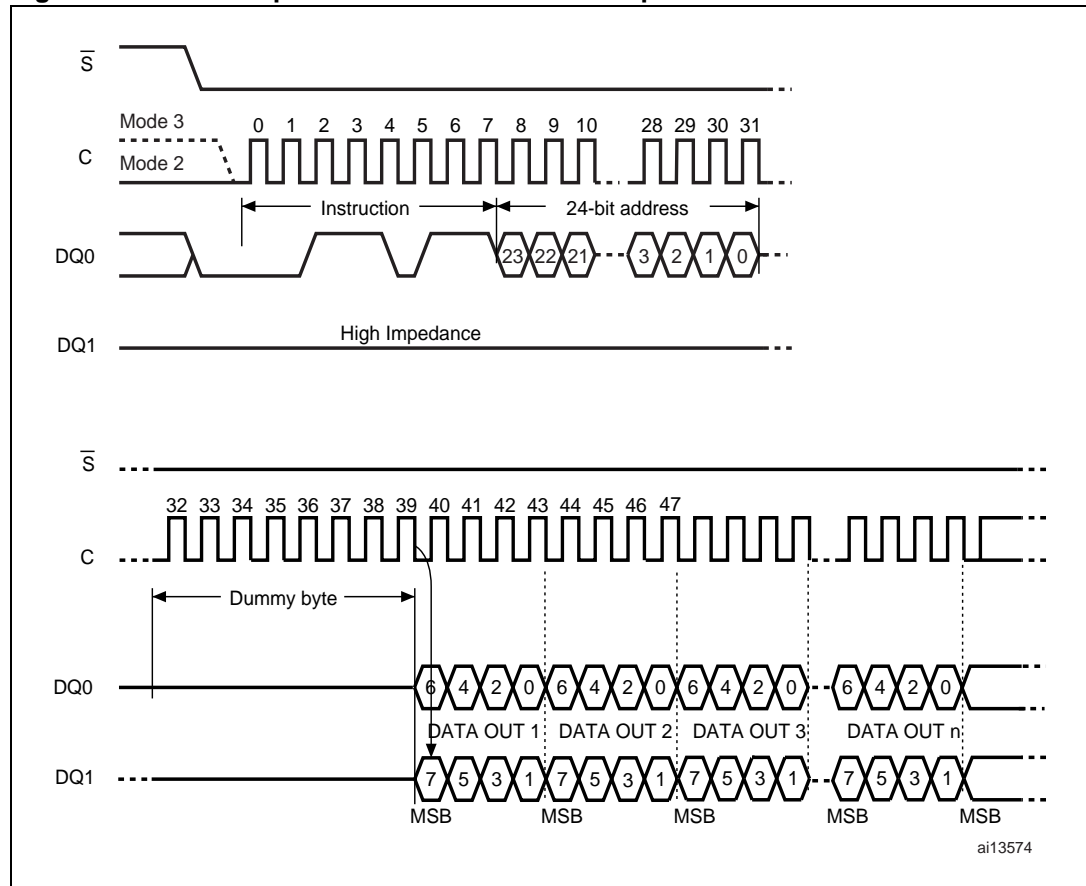 S
Mode 3
C
Mode 2
0 1 2 3 4 5 6 7 8 9 10 28 29 30 31
Instruction 24-bit address
DQ0
23 22 21 3 2 1 0
High Impedance
DQ1
S
32 33 34 35 36 37 38 39 40 41 42 43 44 45 46 47
C
Dummy byte
DQ0
6 4 2 0 6 4 2 0 6 4 2 0 6 4 2 0
DATA OUT 1 DATA OUT 2 DATA OUT 3 DATA OUT n
DQ1
7 5 3 1 7 5 3 1 7 5 3 1 7 5 3 1
MSB MSB MSB MSB MSB
ai13574